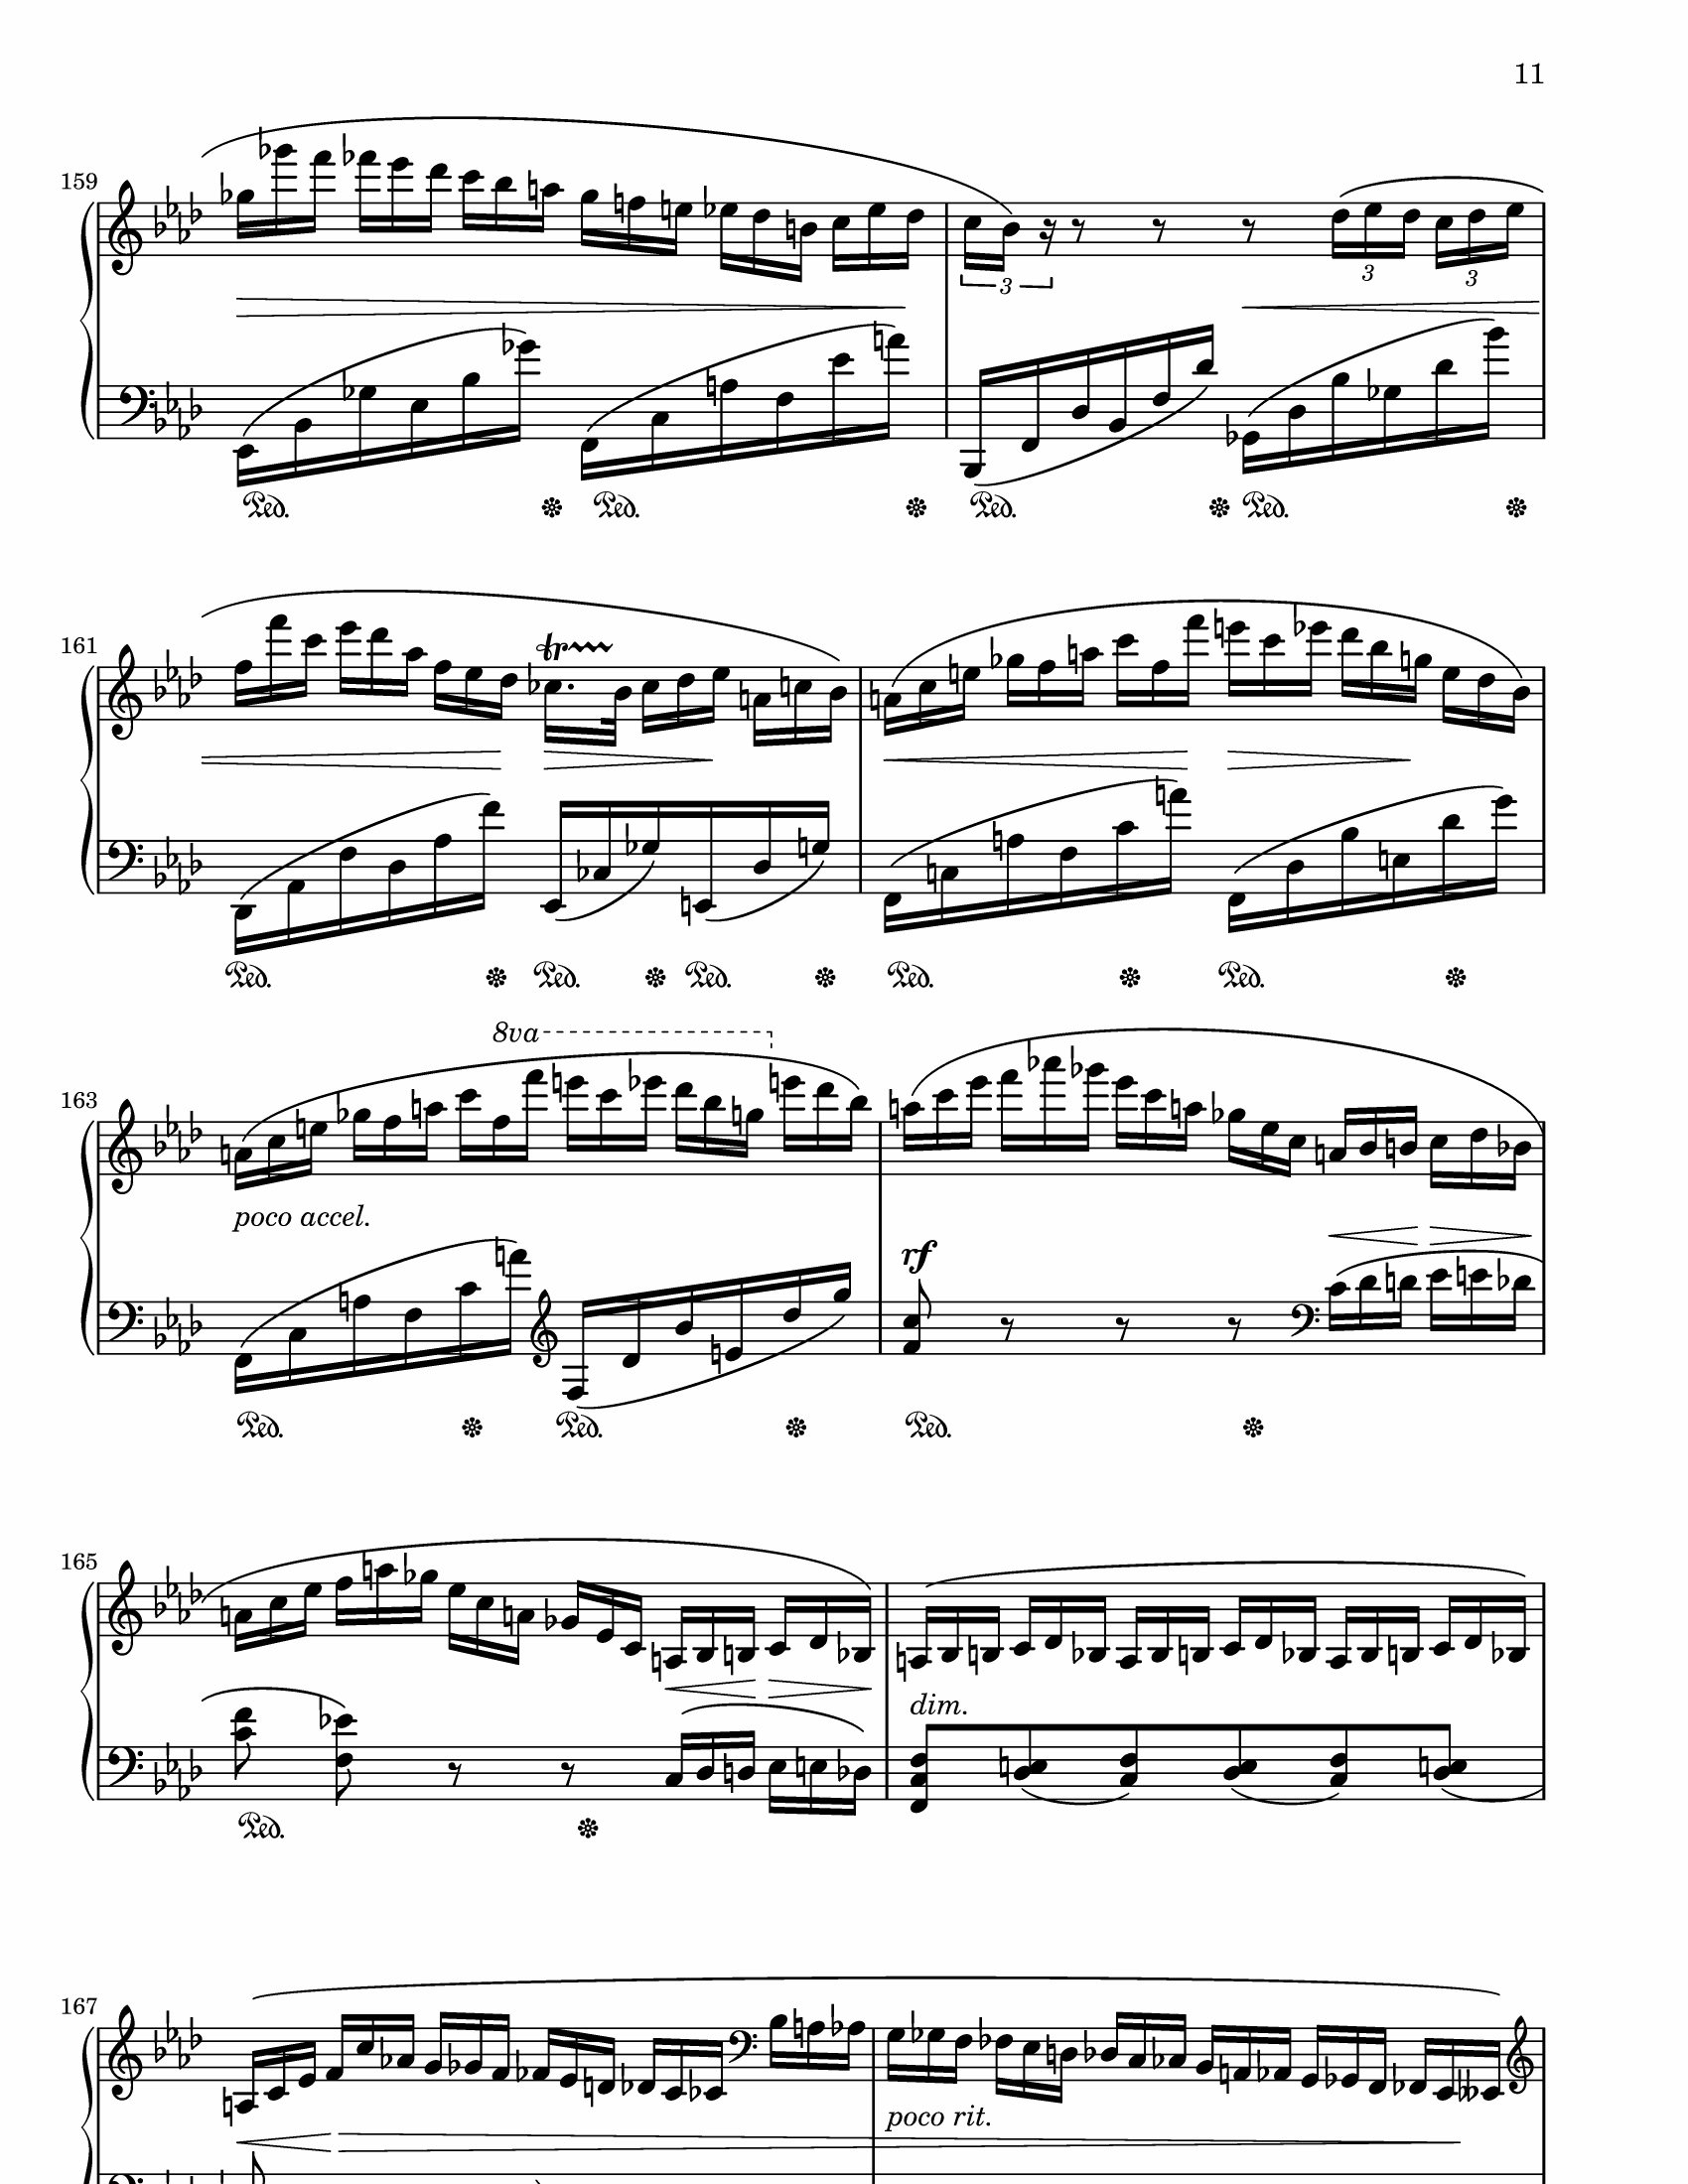 11
159
3 3 3
Ped. Ped. Ped. Ped.
161
tr
Ped. Ped. Ped. Ped. Ped.
8va
163
poco accel.
rf
Ped. Ped. Ped.
165
dim.
Ped.
167
poco rit.